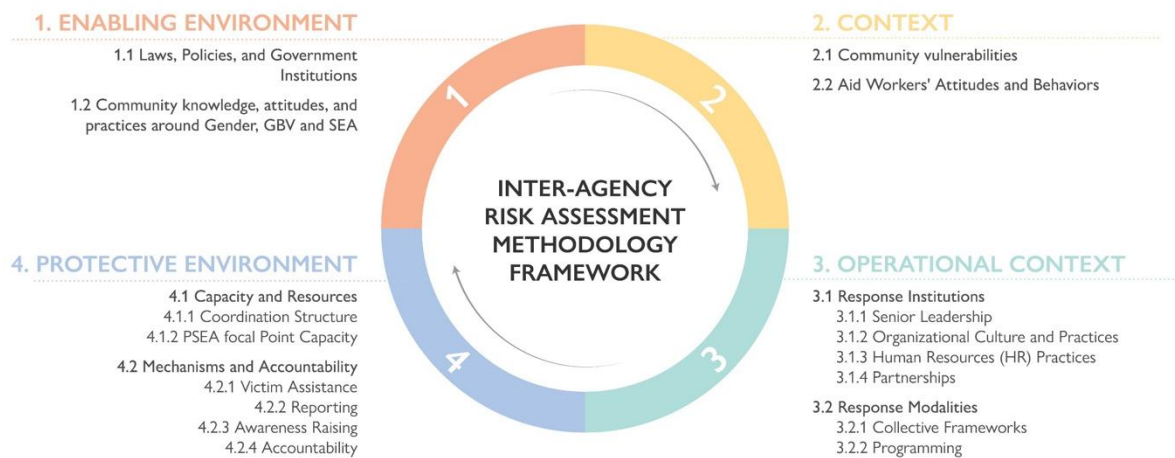 1. ENABLING ENVIRONMENT
1.1 Laws, Policies, and Government
Institutions
1.2 Community knowledge, attitudes, and
practices around Gender, GBV and SEA
2. CONTEXT
2.1 Community vulnerabilities
2.2 Aid Workers' Attitudes and Behaviors
1
2
INTER-AGENCY
RISK ASSESSMENT
METHODOLOGY
FRAMEWORK
4. PROTECTIVE ENVIRONMENT
4.1 Capacity and Resources
4.1.1 Coordination Structure
4.1.2 PSEA focal Point Capacity
4.2 Mechanisms and Accountability
4.2.1 Victim Assistance
4.2.2 Reporting
4.2.3 Awareness Raising
4.2.4 Accountability
4
3
3. OPERATIONAL CONTEXT
3.1 Response Institutions
3.1.1 Senior Leadership
3.1.2 Organizational Culture and Practices
3.1.3 Human Resources (HR) Practices
3.1.4 Partnerships
3.2 Response Modalities
3.2.1 Collective Frameworks
3.2.2 Programming